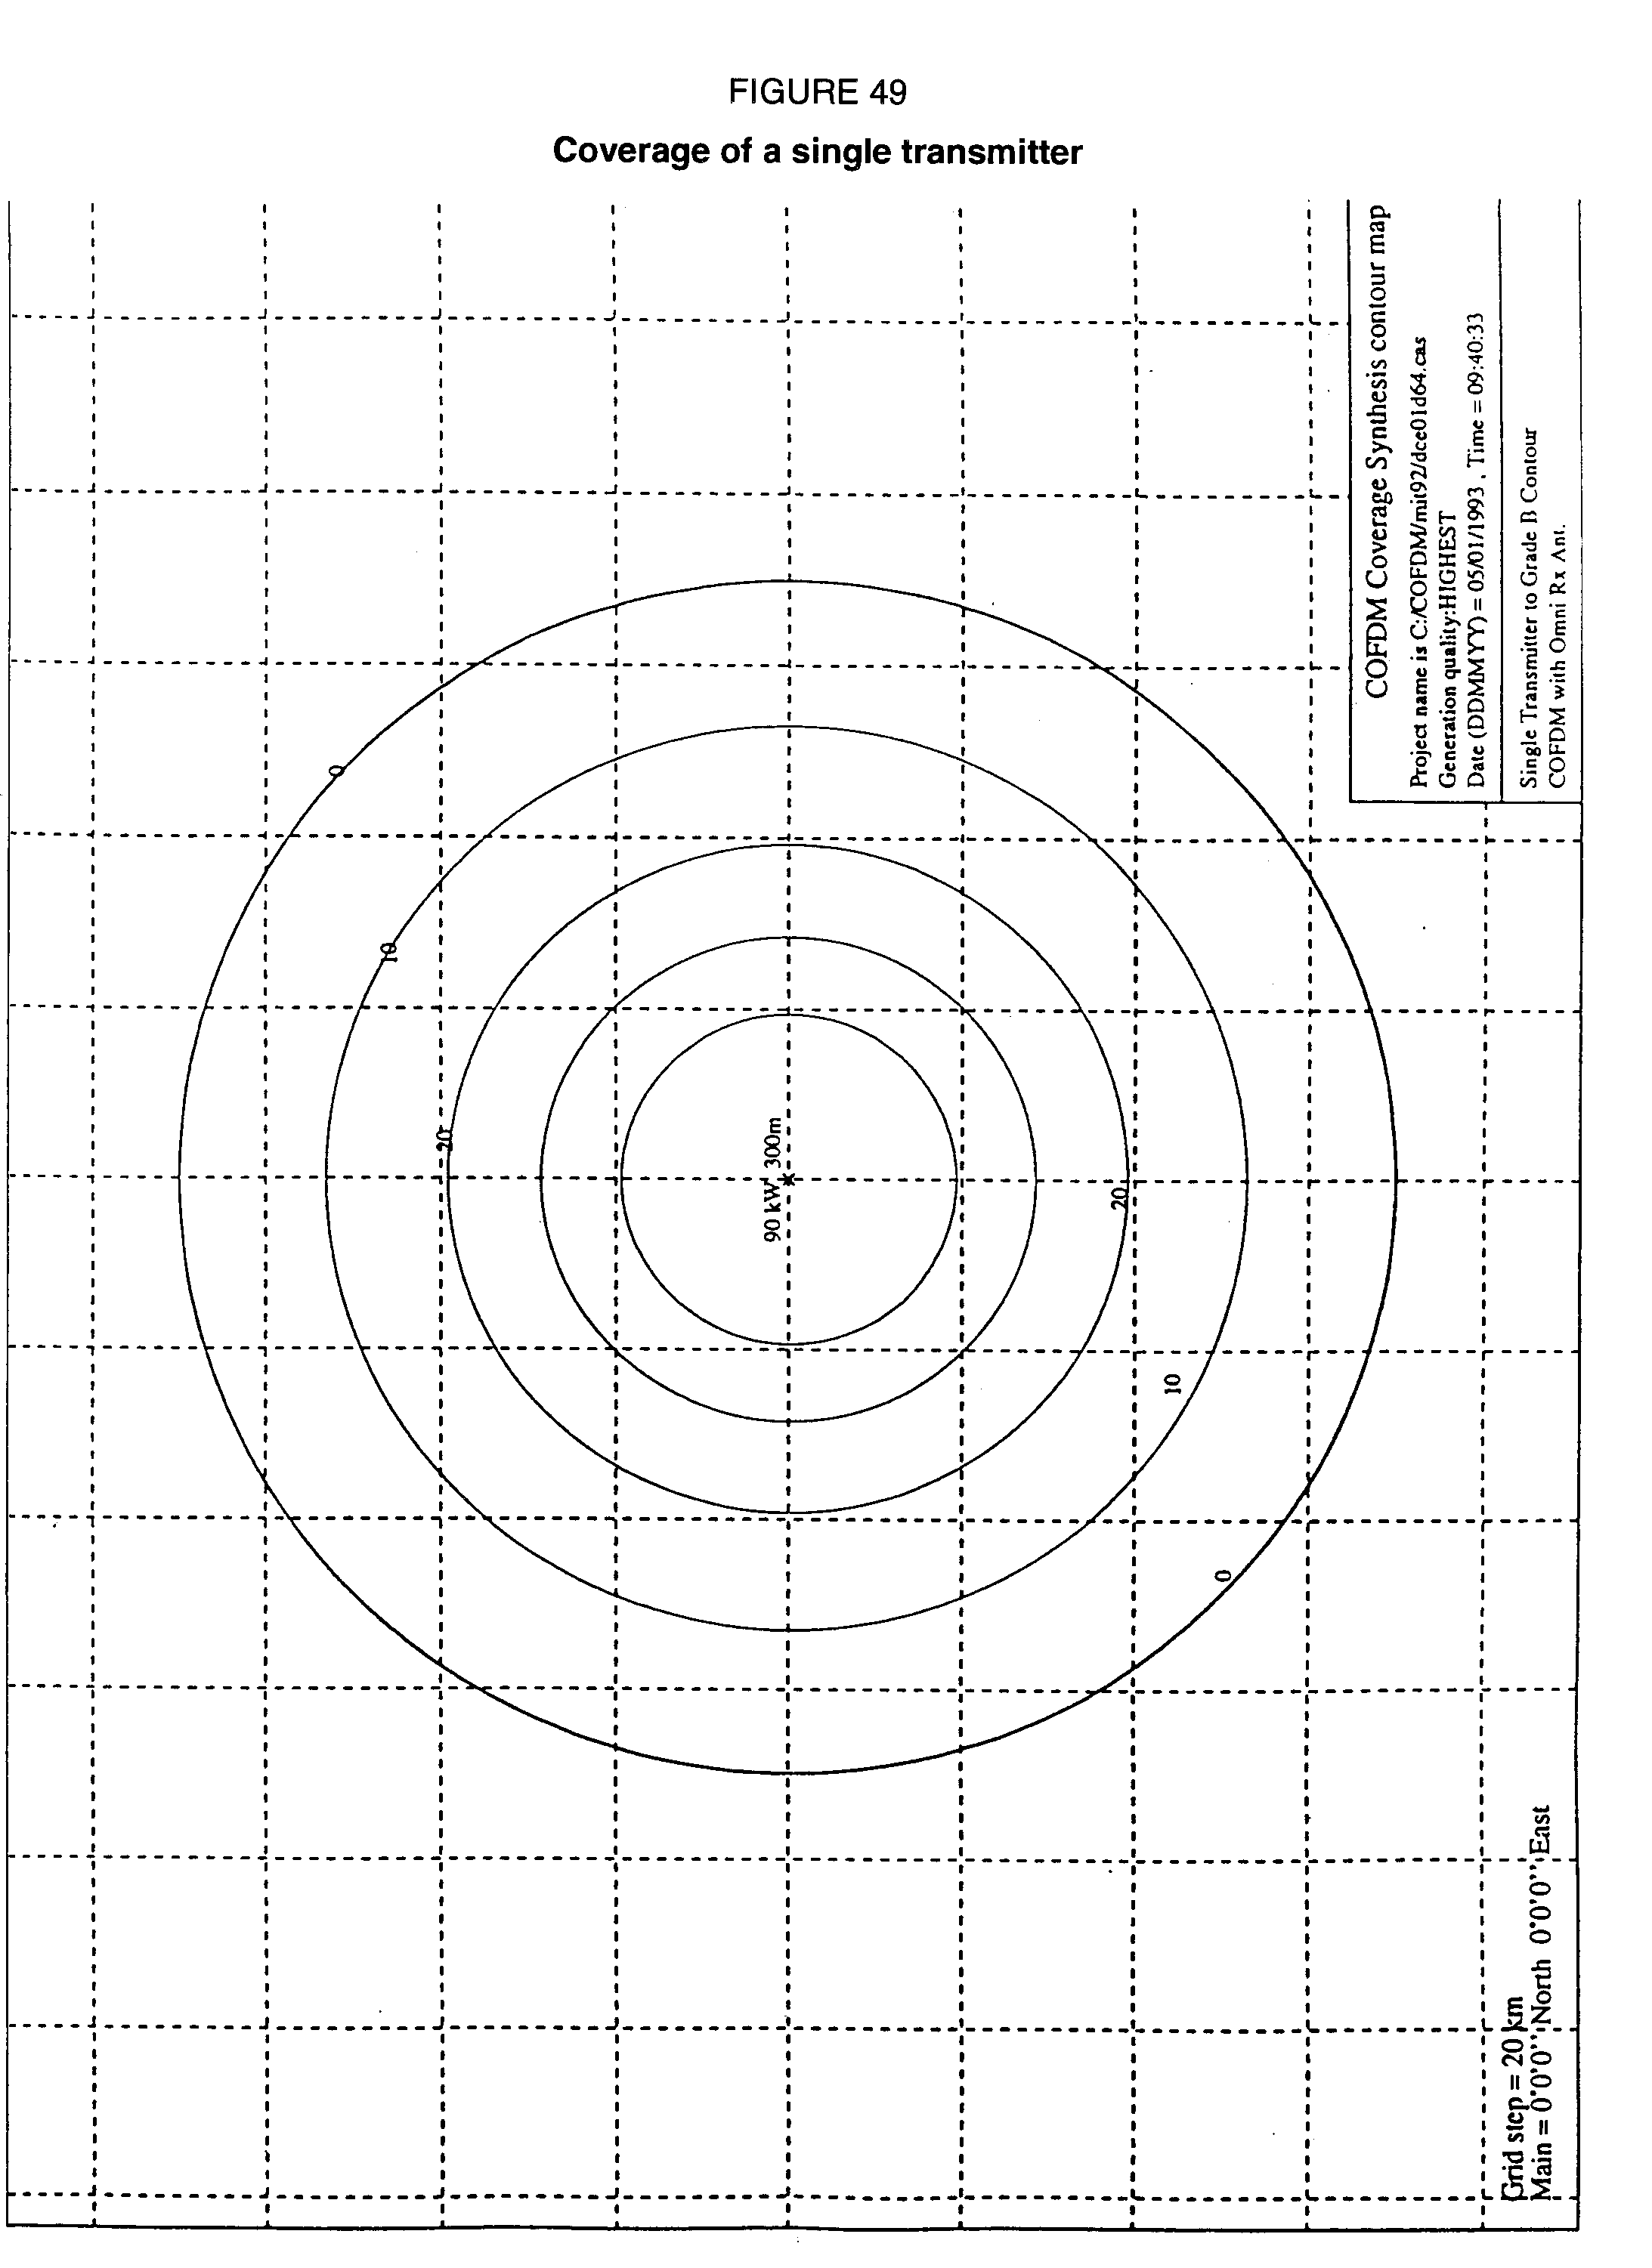 FIGURE 49
Coverage of a single transmitter
COFDM Coverage Synthesis contour map
Project name is C:/COFDM/mit92/dce01d64.cas
Generation quality:HIGHEST
Date (DDMMYY) = 05/01/1993 , Time = 09:40:33
Single Transmitter to Grade B Contour
COFDM with Omni Rx Ant.
0
10
20
90 kW 300m
20
10
0
Grid step = 20 km
Main = 0°0'0'' North 0°0'0'' East